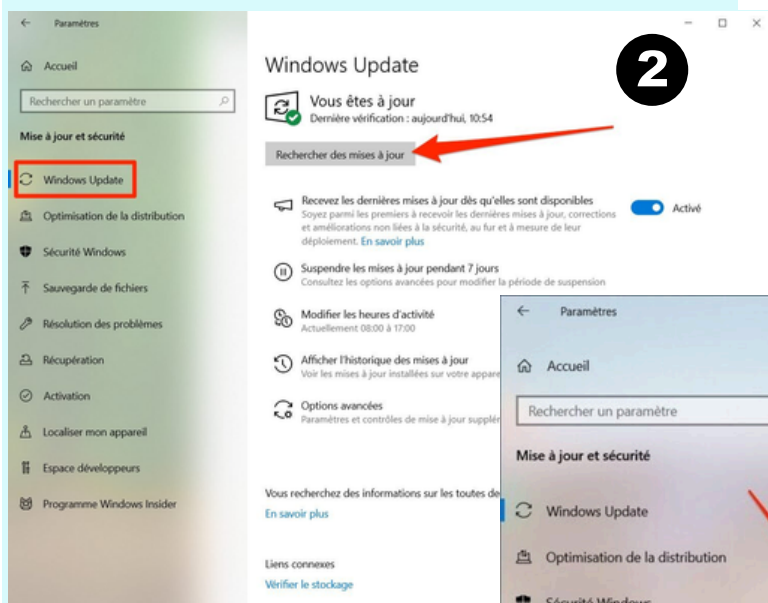 Paramètres
Accueil
Rechercher un paramètre
Mise à jour et sécurité
Windows Update
Optimisation de la distribution
Sécurité Windows
Sauvegarde de fichiers
Résolution des problèmes
Récupération
Activation
Localiser mon appareil
Espace développeurs
Programme Windows Insider
Windows Update
2
Vous êtes à jour
Dernière vérification : aujourd'hui, 10:54
Rechercher des mises à jour
Recevez les dernières mises à jour dès qu'elles sont disponibles
Soyez parmi les premiers à recevoir les dernières mises à jour, corrections
et améliorations non liées à la sécurité, au fur et à mesure de leur
déploiement. En savoir plus
Activé
Suspendre les mises à jour pendant 7 jours
Consultez les options avancées pour modifier la période de suspension
Modifier les heures d'activité
Actuellement 08:00 à 17:00
Afficher l'historique des mises à jour
Voir les mises à jour installées sur votre appare
Options avancées
Paramètres et contrôles de mise à jour supplér
Vous recherchez des informations sur les toutes de
En savoir plus
Liens connexes
Vérifier le stockage
Paramètres
Accueil
Rechercher un paramètre
Mise à jour et sécurité
Windows Update
Optimisation de la distribution
Sécurité Windows